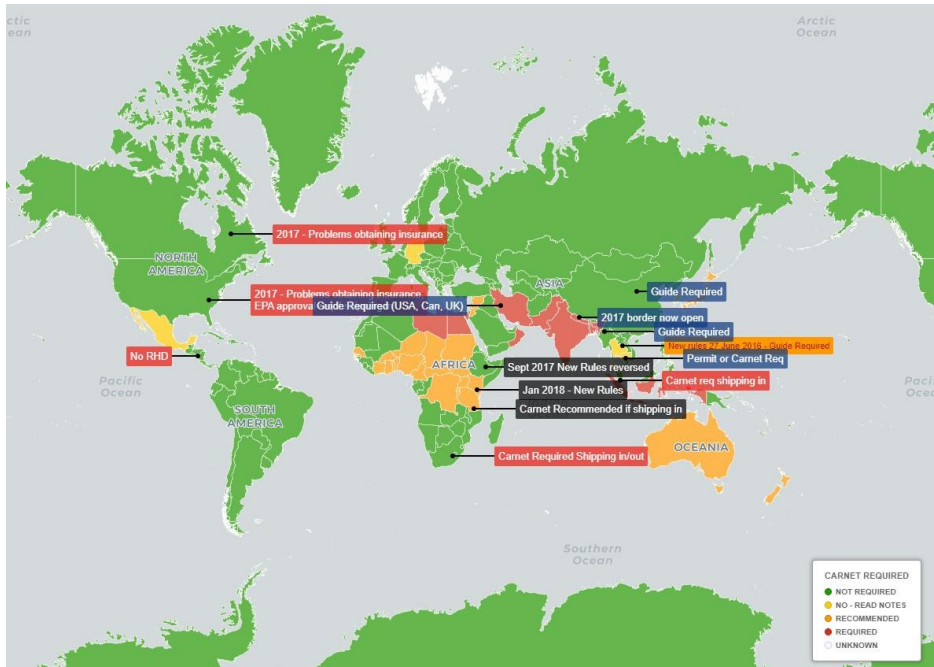 ctic
ean
Arctic
Ocean
2017 - Problems obtaining insurance
NORTH
AMERICA
ASIA
2017 - Problems obtaining insurance
EPA approva
Guide Required (USA, Can, UK)
Guide Required
2017 border now open
Guide Required
New rules 27 June 2016 - Guide Required
Permit or Carnet Req
No RHD
AFRICA
Sept 2017 New Rules reversed
Carnet req shipping in
Pacific
Ocean
Jan 2018 - New Rules
Paci
Oce
Carnet Recommended if shipping in
SOUTH
AMERICA
OCEANIA
Carnet Required Shipping in/out
Southern
Ocean
CARNET REQUIRED
NOT REQUIRED
NO - READ NOTES
RECOMMENDED
REQUIRED
UNKNOWN